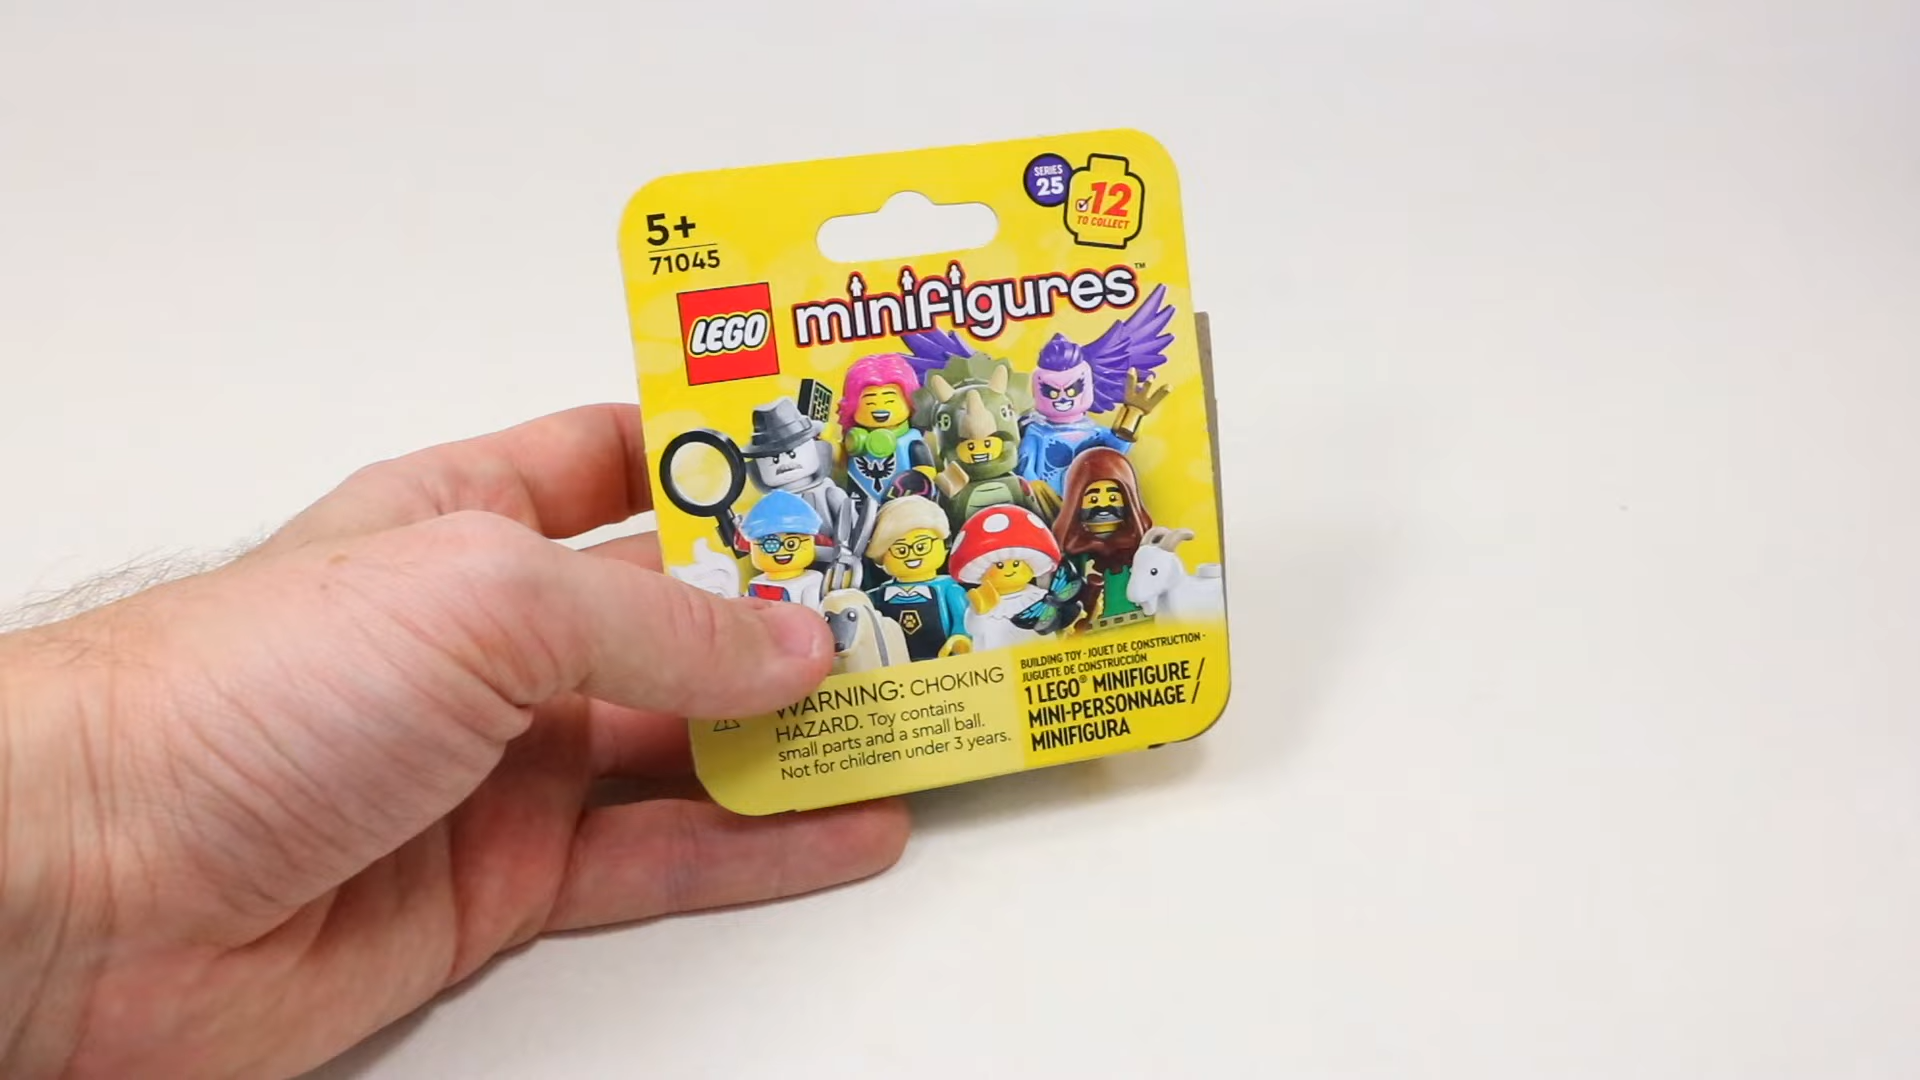 5+
71045
SERIES
25
12
TO COLLECT
LEGO
minifigures™
WARNING: CHOKING
HAZARD. Toy contains
small parts and a small ball.
Not for children under 3 years.
BUILDING TOY - JOUET DE CONSTRUCTION -
JUGUETE DE CONSTRUCCIÓN
1 LEGO® MINIFIGURE /
MINI-PERSONNAGE /
MINIFIGURA